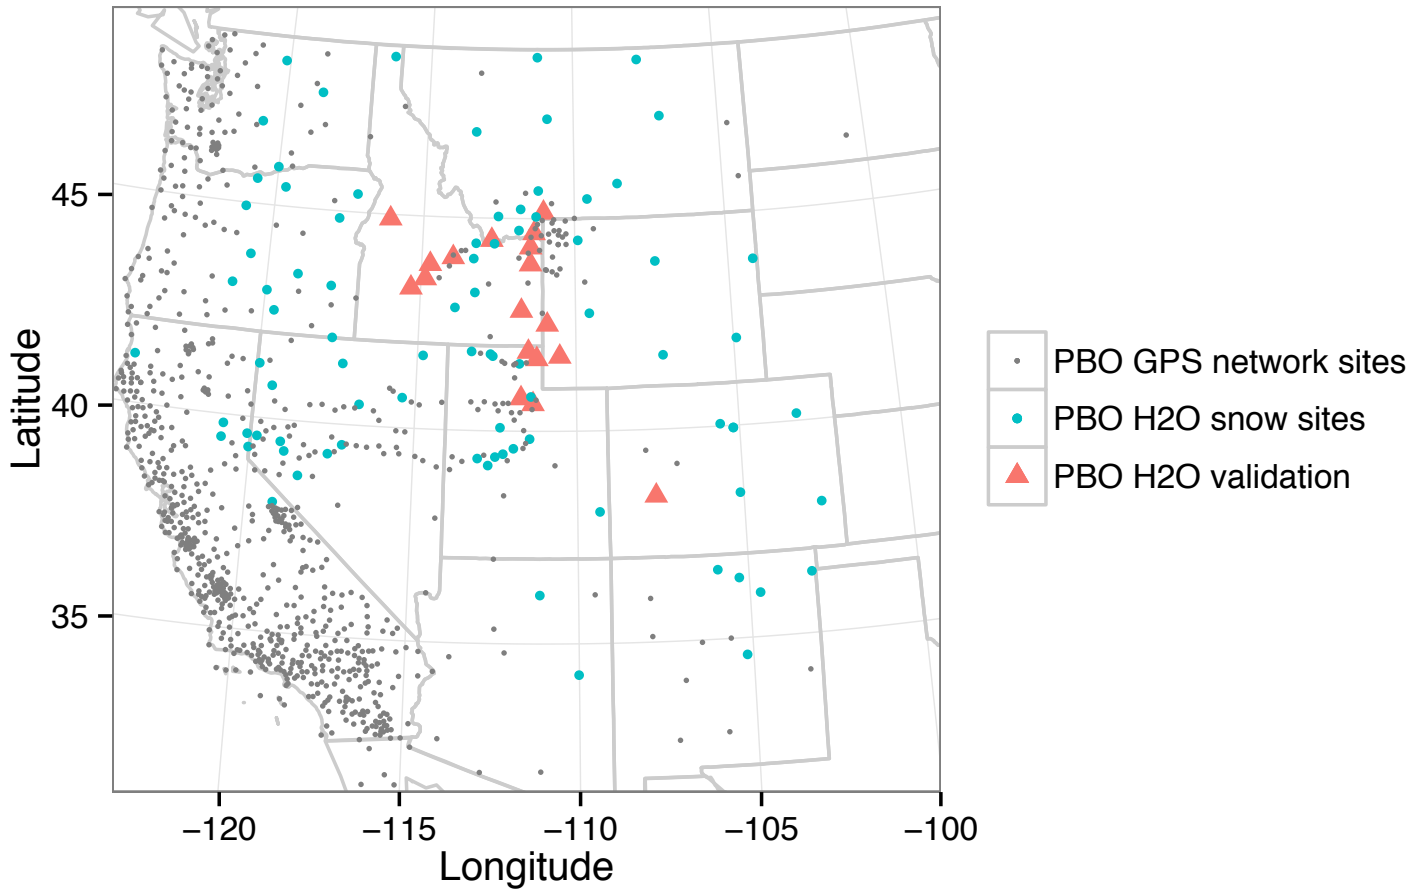 45
40
35
Latitude
−120
−115
−110
−105
−100
Longitude
PBO GPS network sites
PBO H2O snow sites
PBO H2O validation